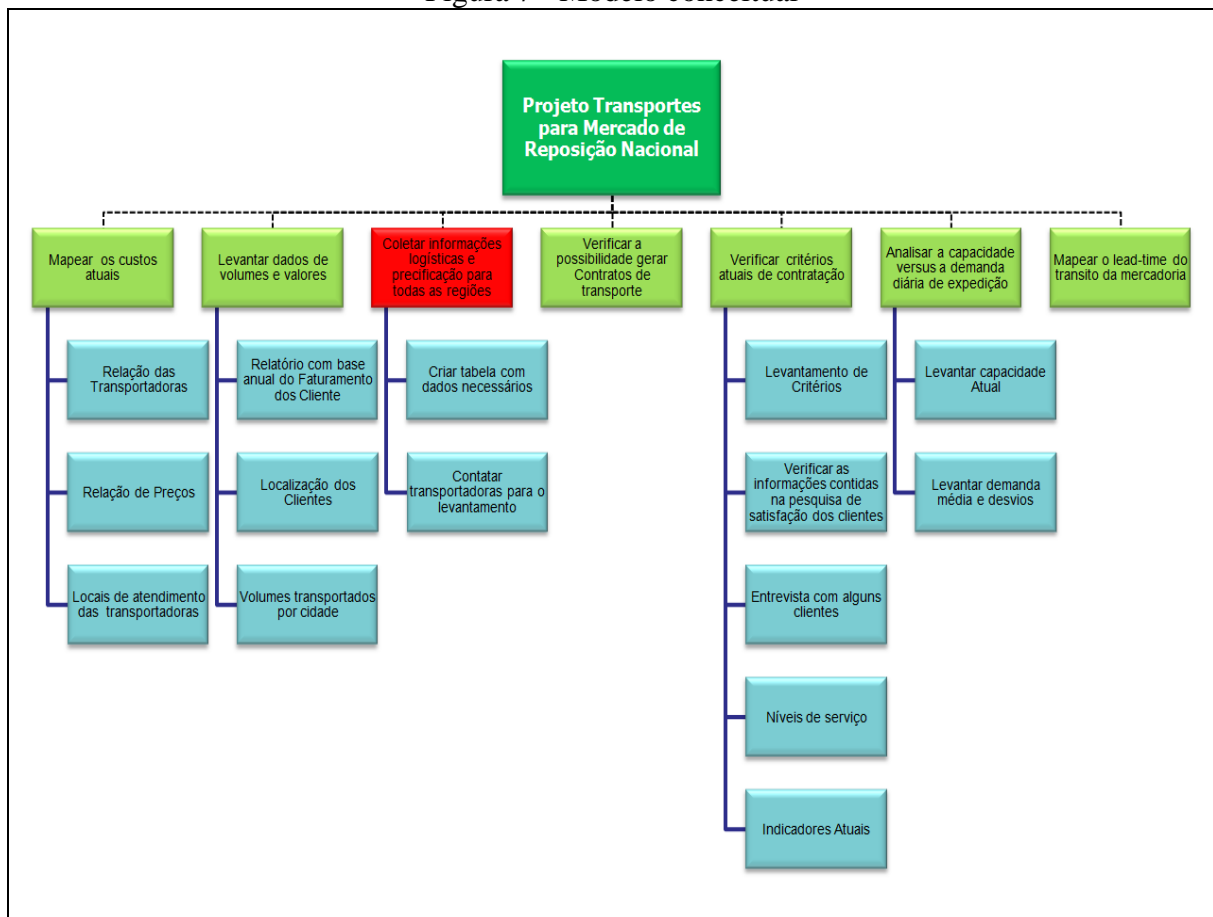 Projeto Transportes
para Mercado de
Reposição Nacional
Mapear os custos
atuais
Levantar dados de
volumes e valores
Coletar informações
logísticas e
precificação para
todas as regiões
Verificar a
possibilidade gerar
Contratos de
transporte
Verificar critérios
atuais de contratação
Analisar a capacidade
versus a demanda
diária de expedição
Mapear o lead-time do
transito da mercadoria
Relação das
Transportadoras
Relação de Preços
Locais de atendimento
das transportadoras
Relatório com base
anual do Faturamento
dos Cliente
Localização dos
Clientes
Volumes transportados
por cidade
Criar tabela com
dados necessários
Contatar
transportadoras para o
levantamento
Levantamento de
Critérios
Verificar as
informações contidas
na pesquisa de
satisfação dos clientes
Entrevista com alguns
clientes
Níveis de serviço
Indicadores Atuais
Levantar capacidade
Atual
Levantar demanda
média e desvios